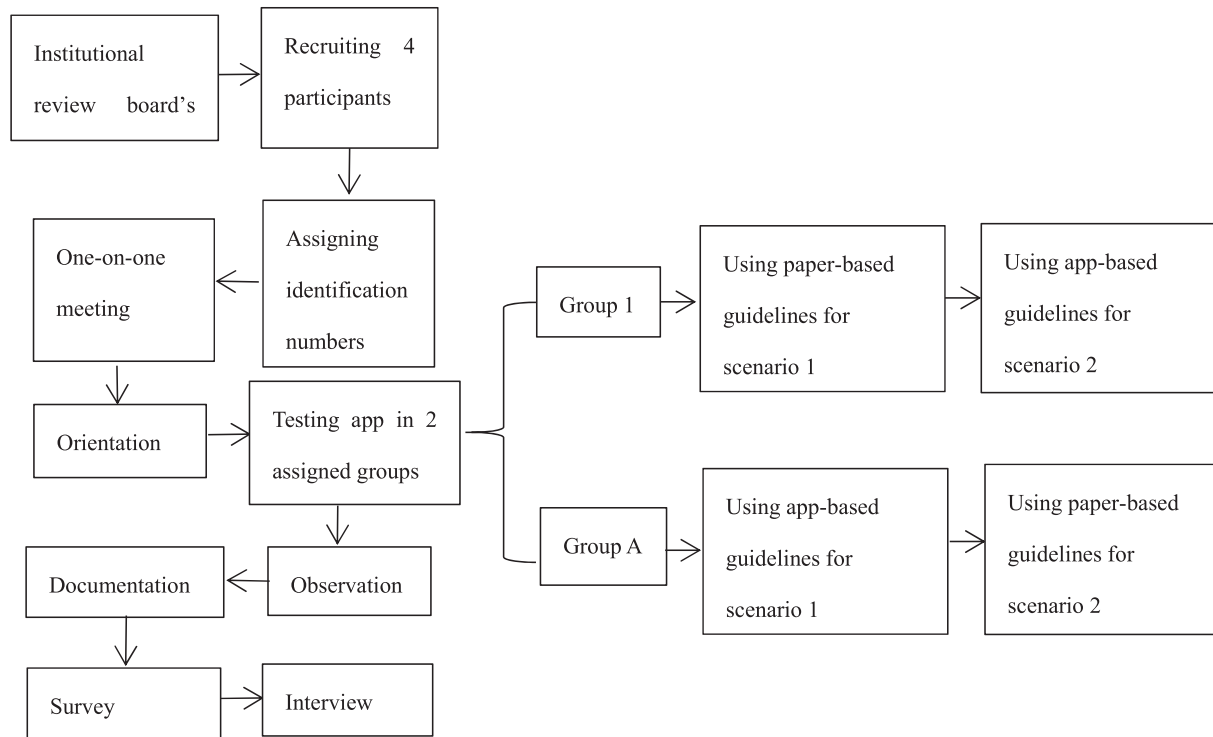 Institutional
review board's
Recruiting 4
participants
Assigning
identification
numbers
One-on-one
meeting
Orientation
Testing app in 2
assigned groups
Group 1
Using paper-based
guidelines for
scenario 1
Using app-based
guidelines for
scenario 2
Group A
Using app-based
guidelines for
scenario 1
Using paper-based
guidelines for
scenario 2
Observation
Documentation
Survey
Interview